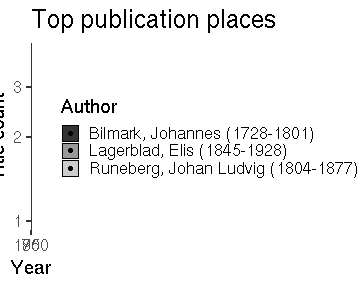 Top publication places
3
Author
Bilmark, Johannes (1728-1801)
2
Lagerblad, Elis (1845-1928)
Runeberg, Johan Ludvig (1804-1877)
1
Year